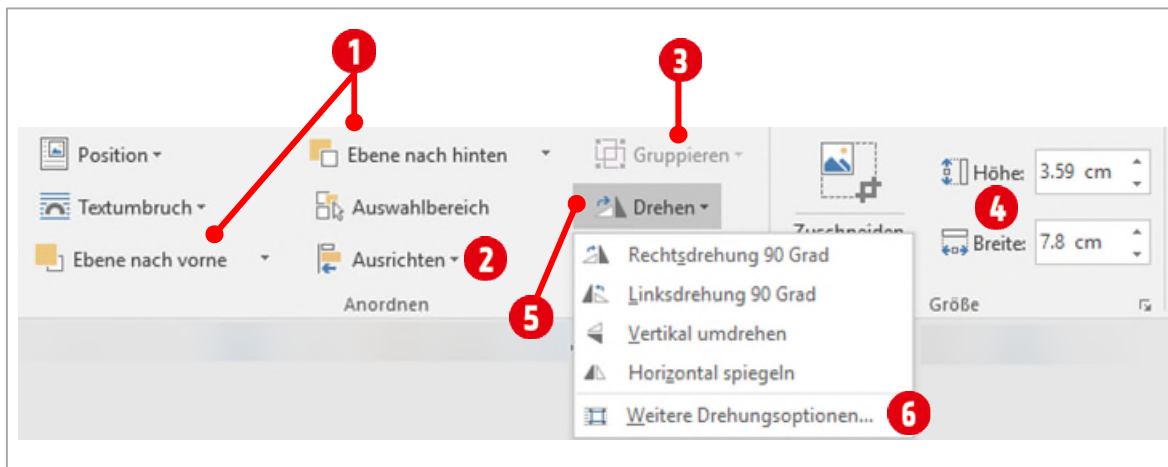 1
3
Position
Ebene nach hinten
Gruppieren
Textumbruch
Auswahlbereich
Drehen
Ebene nach vorne
Ausrichten
2
5
Anordnen
Rechtsdrehung 90 Grad
Linksdrehung 90 Grad
Vertikal umdrehen
Horizontal spiegeln
Weitere Drehungsoptionen...
6
Zuschneiden
Höhe: 3.59 cm
4
Breite: 7.8 cm
Größe